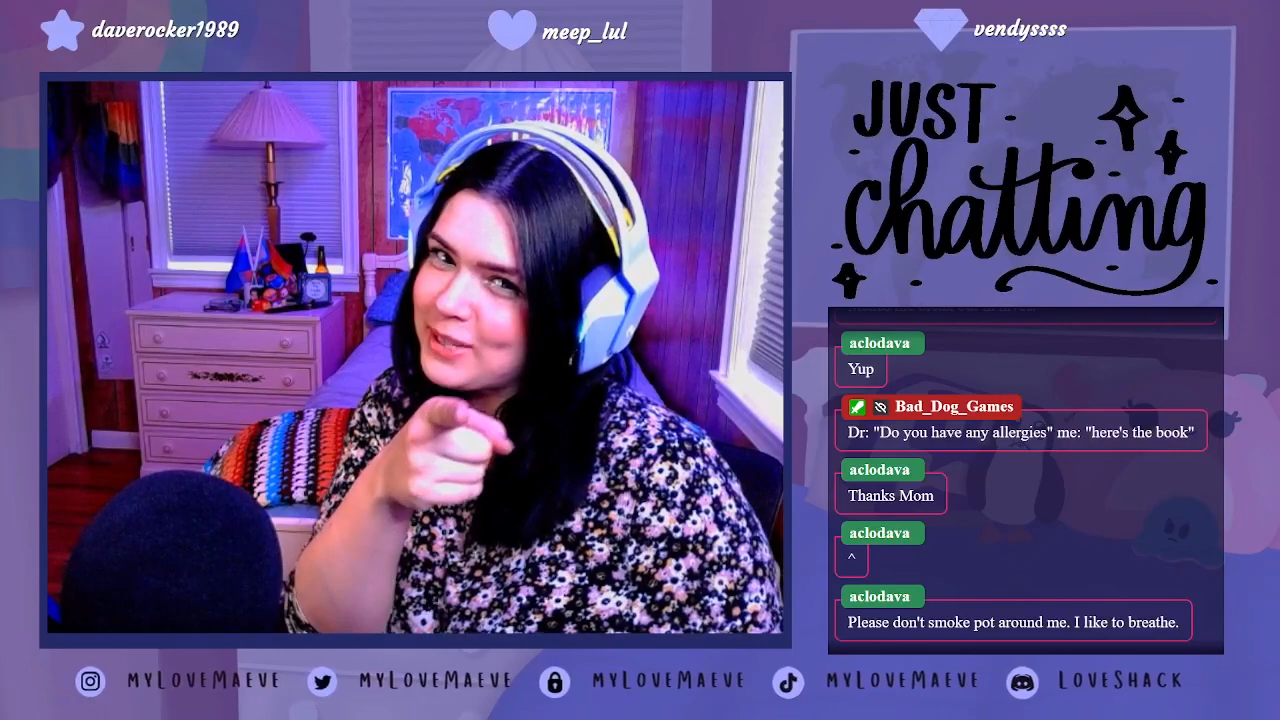 daverocker1989
meep_lul
vendyssss
JUST
chatting
aclodava
Yup
Bad_Dog_Games
Dr: "Do you have any allergies" me: "here's the book"
aclodava
Thanks Mom
aclodava
^
aclodava
Please don't smoke pot around me. I like to breathe.
MYLOVEMAEVE
MYLOVEMAEVE
MYLOVEMAEVE
MYLOVEMAEVE
LOVESHACK